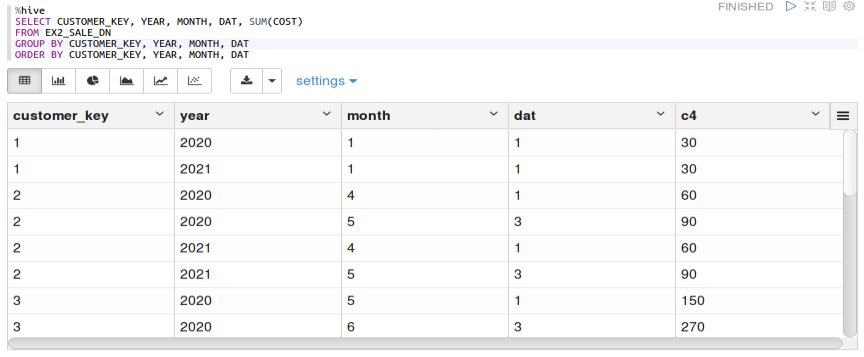 %hive
FINISHED
SELECT CUSTOMER_KEY, YEAR, MONTH, DAT, SUM(COST)
FROM EX2_SALE_DN
GROUP BY CUSTOMER_KEY, YEAR, MONTH, DAT
ORDER BY CUSTOMER_KEY, YEAR, MONTH, DAT
settings
customer_key year month dat c4
1 2020 1 1 30
1 2021 1 1 30
2 2020 4 1 60
2 2020 5 3 90
2 2021 4 1 60
2 2021 5 3 90
3 2020 5 1 150
3 2020 6 3 270